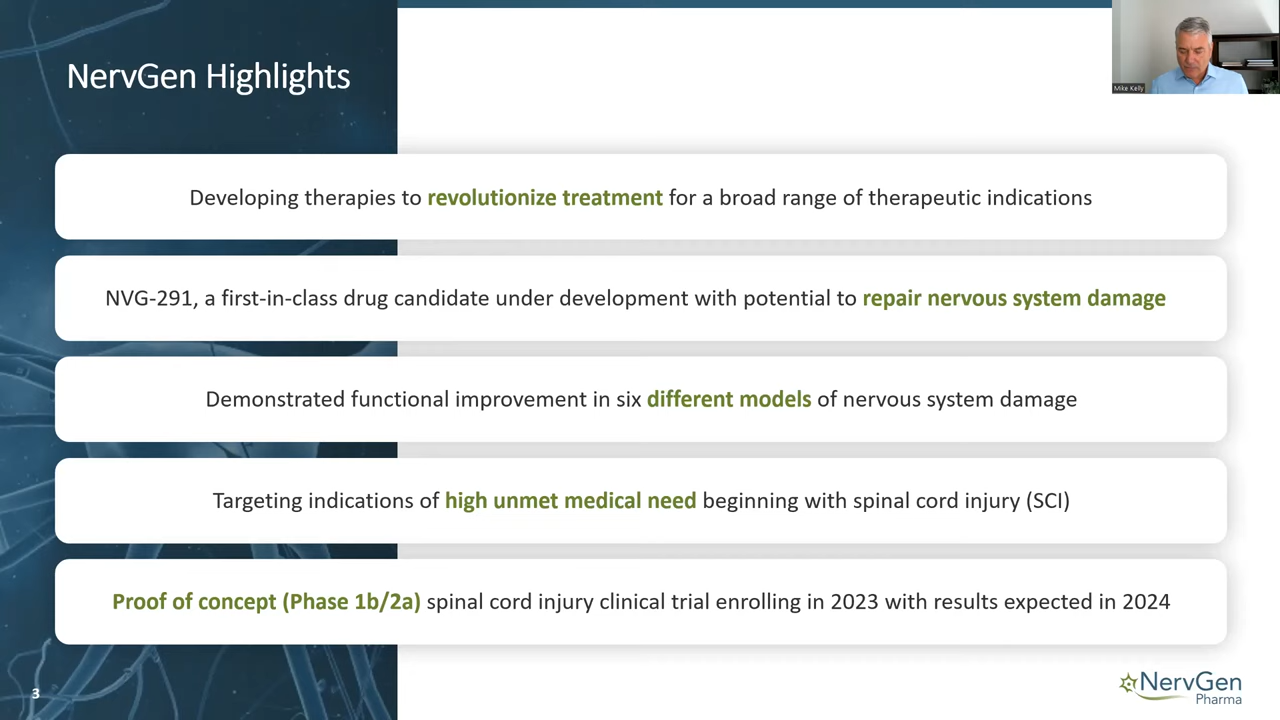 NervGen Highlights
Mike Kelly
Developing therapies to revolutionize treatment for a broad range of therapeutic indications
NVG-291, a first-in-class drug candidate under development with potential to repair nervous system damage
Demonstrated functional improvement in six different models of nervous system damage
Targeting indications of high unmet medical need beginning with spinal cord injury (SCI)
Proof of concept (Phase 1b/2a) spinal cord injury clinical trial enrolling in 2023 with results expected in 2024
3
NervGen
Pharma